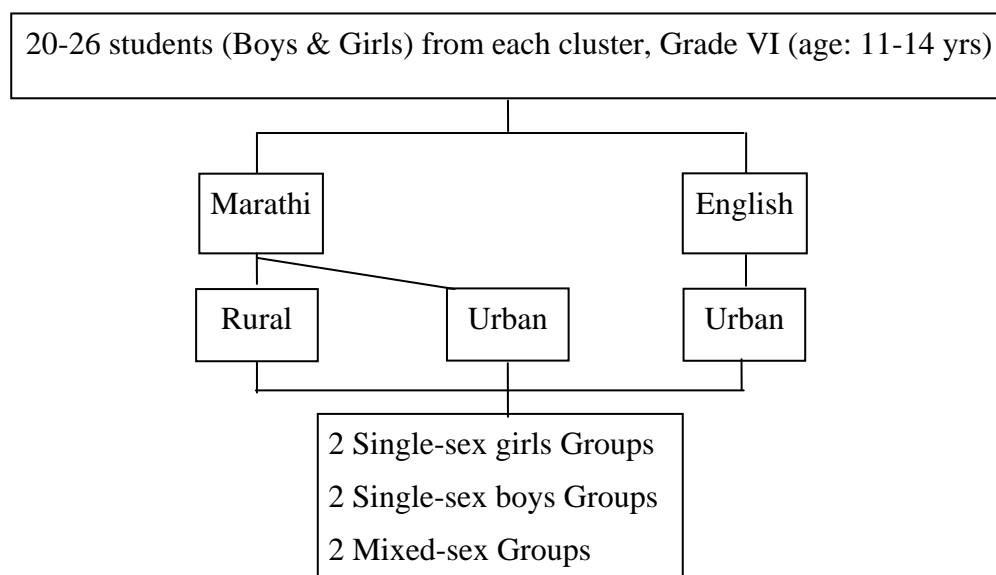 20-26 students (Boys & Girls) from each cluster, Grade VI (age: 11-14 yrs)
Marathi
English
Rural
Urban
Urban
2 Single-sex girls Groups
2 Single-sex boys Groups
2 Mixed-sex Groups